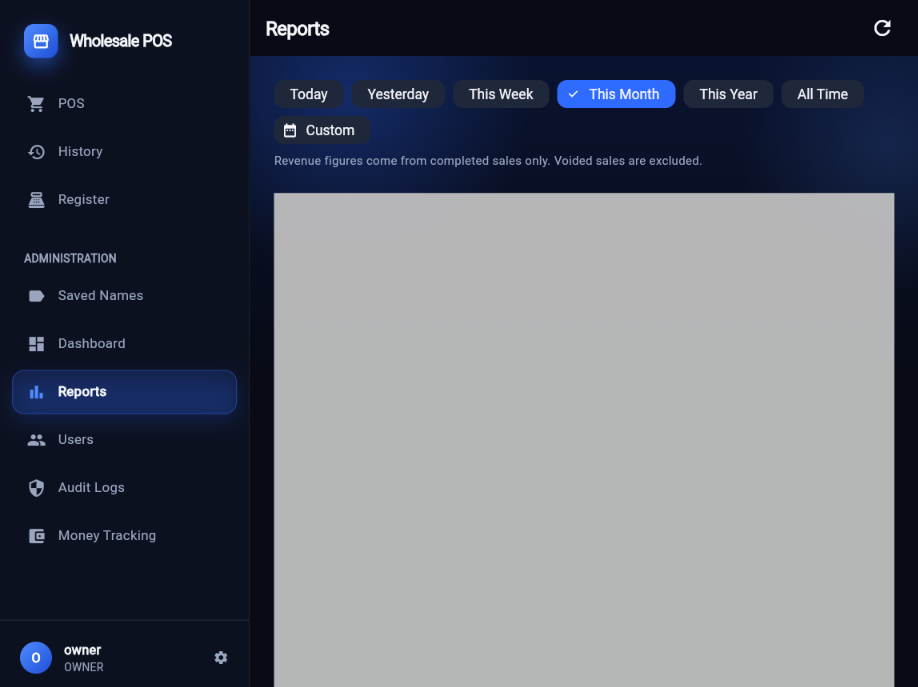 Wholesale POS
POS
History
Register
ADMINISTRATION
Saved Names
Dashboard
Reports
Users
Audit Logs
Money Tracking
O
owner
OWNER
Reports
Today
Yesterday
This Week
This Month
This Year
All Time
Custom
Revenue figures come from completed sales only. Voided sales are excluded.